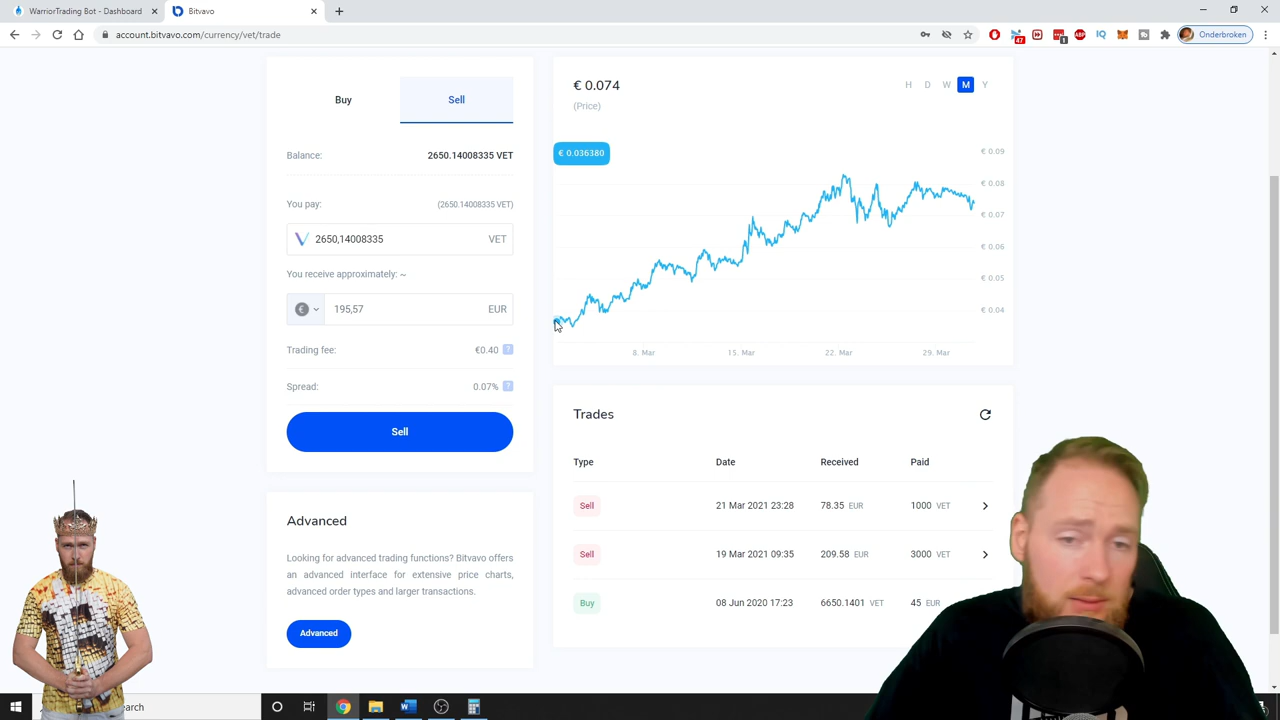 WarriorTrading Bot - Dashboard
Bitvavo
account.bitvavo.com/currency/vet/trade
47
1
ABP
IQ
Onderbroken
Buy
Sell
Balance:
2650.14008335 VET
You pay:
(2650.14008335 VET)
2650,14008335
VET
You receive approximately: ~
€
195,57
EUR
Trading fee:
€0.40 ?
Spread:
0.07% ?
Sell
Advanced
Looking for advanced trading functions? Bitvavo offers
an advanced interface for extensive price charts,
advanced order types and larger transactions.
Advanced
€ 0.074
(Price)
H D W M Y
€ 0.036380
€ 0.09
€ 0.08
€ 0.07
€ 0.06
€ 0.05
€ 0.04
8. Mar
15. Mar
22. Mar
29. Mar
Trades
Type Date Received Paid
Sell 21 Mar 2021 23:28 78.35 EUR 1000 VET
Sell 19 Mar 2021 09:35 209.58 EUR 3000 VET
Buy 08 Jun 2020 17:23 6650.1401 VET 45 EUR